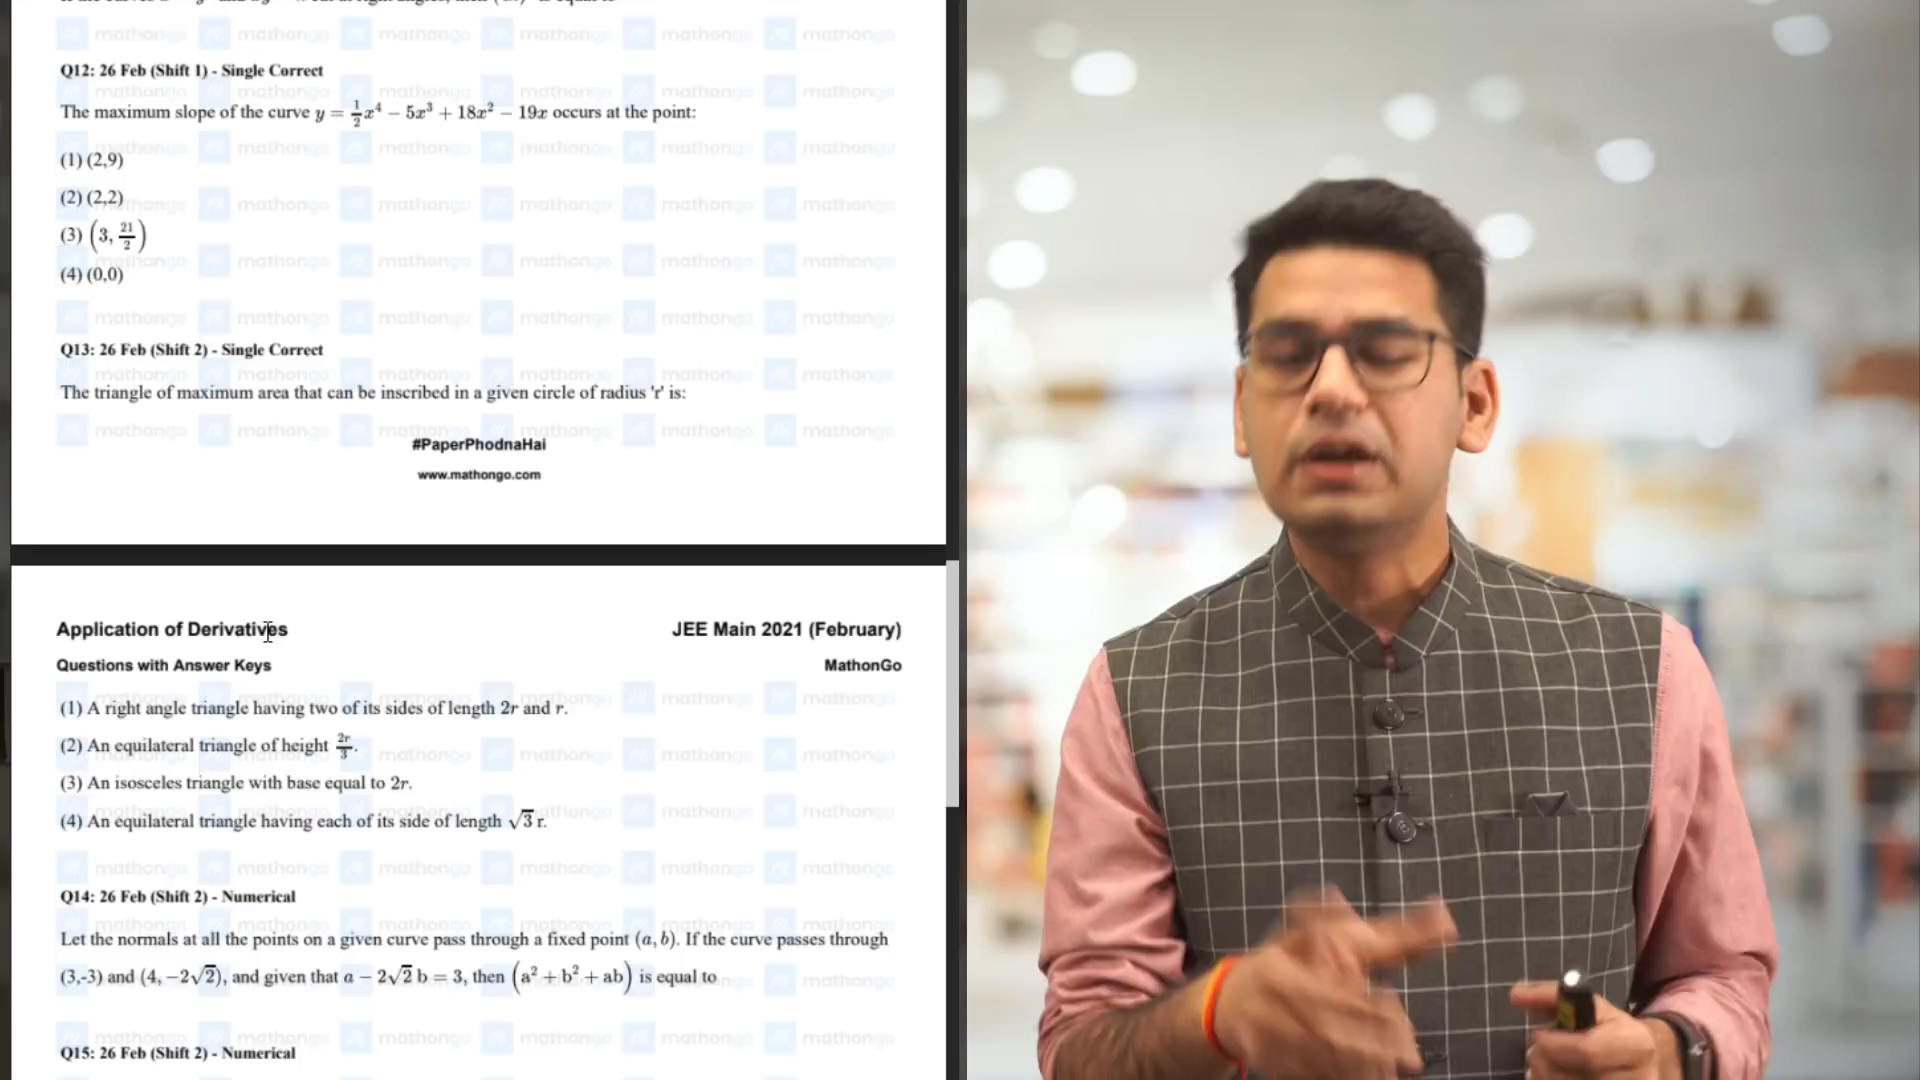 Q12: 26 Feb (Shift 1) - Single Correct
The maximum slope of the curve y = 1/2 x⁴ − 5x³ + 18x² − 19x occurs at the point:
(1) (2,9)
(2) (2,2)
(3) (3, 21/2)
(4) (0,0)
Q13: 26 Feb (Shift 2) - Single Correct
The triangle of maximum area that can be inscribed in a given circle of radius 'r' is:
#PaperPhodnaHai
www.mathongo.com
Application of Derivatives
JEE Main 2021 (February)
Questions with Answer Keys
MathonGo
(1) A right angle triangle having two of its sides of length 2r and r.
(2) An equilateral triangle of height 2r/3.
(3) An isosceles triangle with base equal to 2r.
(4) An equilateral triangle having each of its side of length √3 r.
Q14: 26 Feb (Shift 2) - Numerical
Let the normals at all the points on a given curve pass through a fixed point (a, b). If the curve passes through
(3,-3) and (4, −2√2), and given that a − 2√2 b = 3, then (a² + b² + ab) is equal to
Q15: 26 Feb (Shift 2) - Numerical